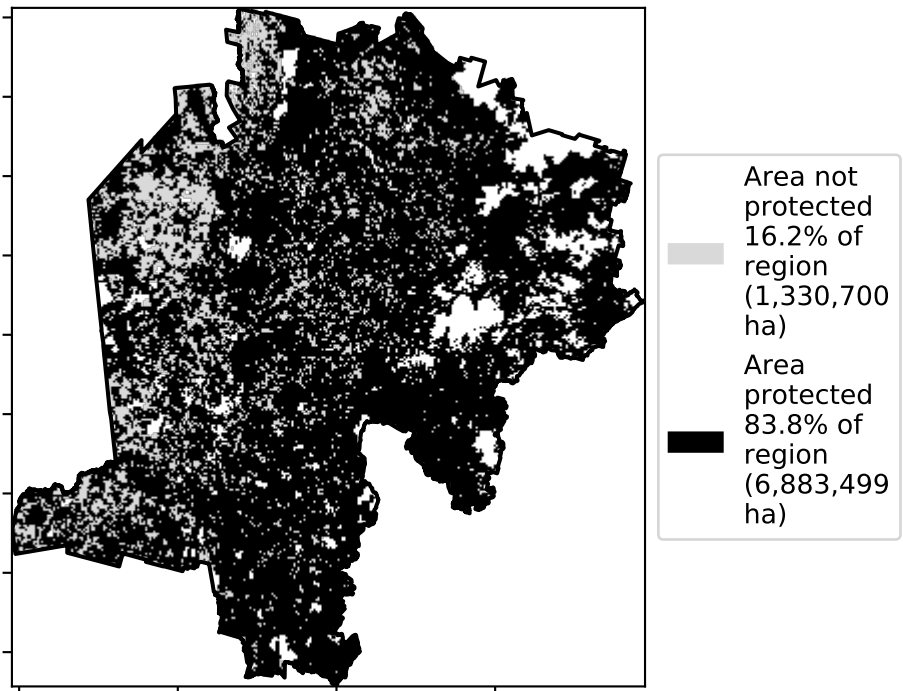 Area not
protected
16.2% of
region
(1,330,700
ha)
Area
protected
83.8% of
region
(6,883,499
ha)